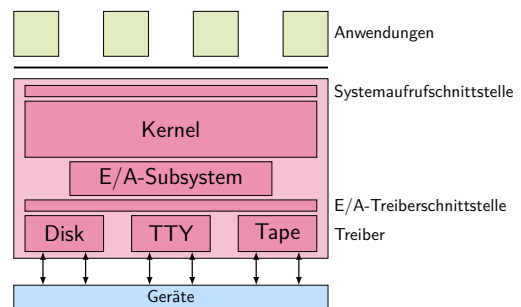 Anwendungen
Systemaufrufschnittstelle
Kernel
E/A-Subsystem
E/A-Treiberschnittstelle
Disk TTY Tape Treiber
Geräte